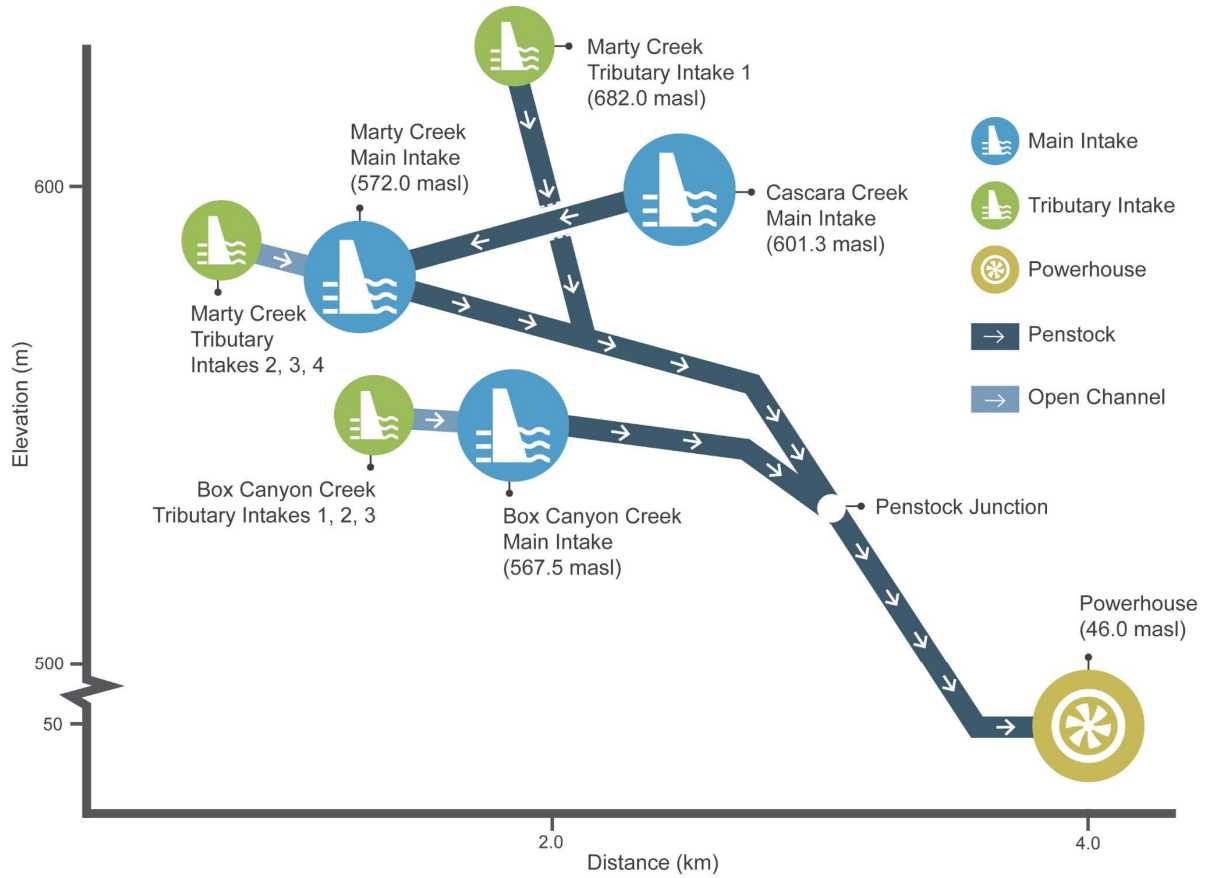 Marty Creek
Tributary Intake 1
(682.0 masl)
Marty Creek
Main Intake
(572.0 masl)
Main Intake
600
Cascara Creek
Main Intake
(601.3 masl)
Tributary Intake
Powerhouse
Marty Creek
Tributary
Intakes 2, 3, 4
Penstock
Open Channel
Elevation (m)
Box Canyon Creek
Tributary Intakes 1, 2, 3
Box Canyon Creek
Main Intake
(567.5 masl)
Penstock Junction
Powerhouse
(46.0 masl)
500
50
2.0
4.0
Distance (km)